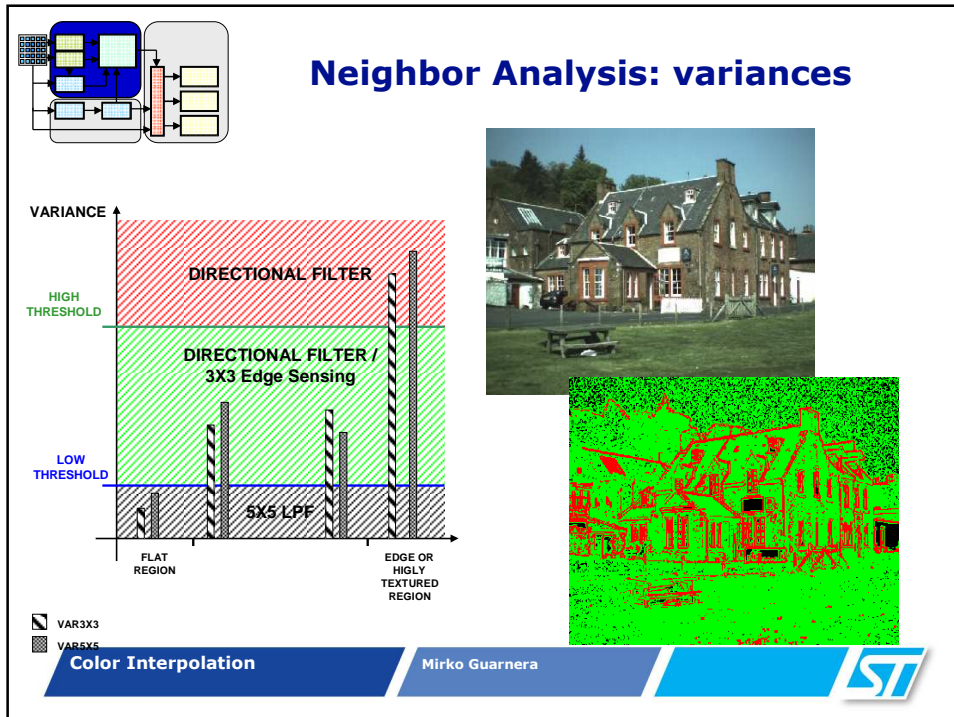 Neighbor Analysis: variances
VARIANCE
DIRECTIONAL FILTER
HIGH
THRESHOLD
DIRECTIONAL FILTER /
3X3 Edge Sensing
LOW
THRESHOLD
5X5 LPF
FLAT
REGION
EDGE OR
HIGLY
TEXTURED
REGION
VAR3X3
VAR5X5
Color Interpolation
Mirko Guarnera
ST